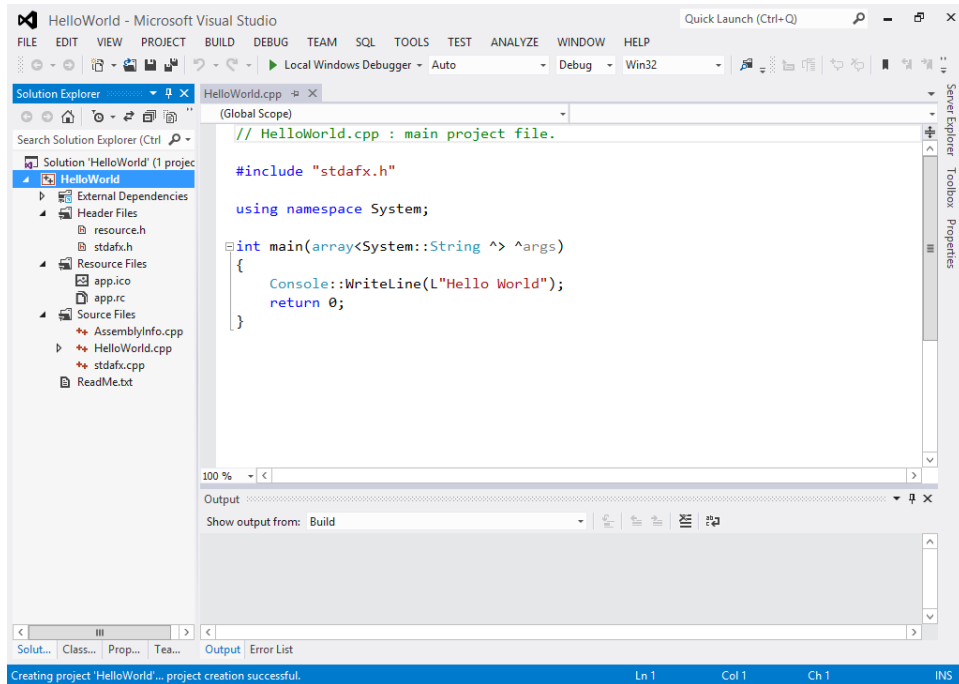 HelloWorld - Microsoft Visual Studio
Quick Launch (Ctrl+Q)
FILE EDIT VIEW PROJECT BUILD DEBUG TEAM SQL TOOLS TEST ANALYZE WINDOW HELP
Local Windows Debugger Auto Debug Win32
Solution Explorer
Search Solution Explorer (Ctrl
Solution 'HelloWorld' (1 projec
HelloWorld
External Dependencies
Header Files
resource.h
stdafx.h
Resource Files
app.ico
app.rc
Source Files
AssemblyInfo.cpp
HelloWorld.cpp
stdafx.cpp
ReadMe.txt
Solut... Class... Prop... Tea...
HelloWorld.cpp
(Global Scope)
// HelloWorld.cpp : main project file.
#include "stdafx.h"
using namespace System;
int main(array<System::String ^> ^args)
{
Console::WriteLine(L"Hello World");
return 0;
}
100 %
Output
Show output from: Build
Output Error List
Server Explorer
Toolbox
Properties
Creating project 'HelloWorld'... project creation successful.
Ln 1 Col 1 Ch 1 INS